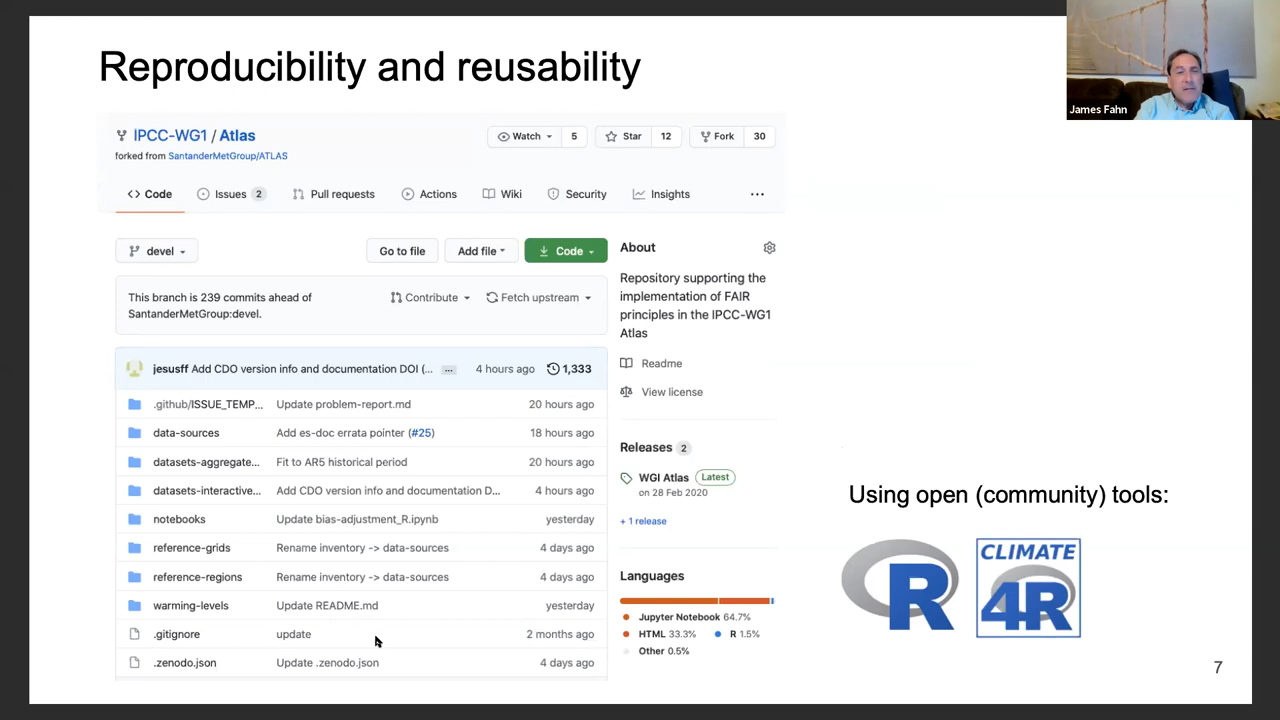 Reproducibility and reusability
James Fahn
IPCC-WG1 / Atlas
Watch 5
Star 12
Fork 30
forked from SantanderMetGroup/ATLAS
Code
Issues 2
Pull requests
Actions
Wiki
Security
Insights
...
devel
Go to file
Add file
Code
This branch is 239 commits ahead of
SantanderMetGroup:devel.
Contribute
Fetch upstream
jesusff Add CDO version info and documentation DOI (... ... 4 hours ago 1,333
.github/ISSUE_TEMP... Update problem-report.md 20 hours ago
data-sources Add es-doc errata pointer (#25) 18 hours ago
datasets-aggregate... Fit to AR5 historical period 20 hours ago
datasets-interactive... Add CDO version info and documentation D... 4 hours ago
notebooks Update bias-adjustment_R.ipynb yesterday
reference-grids Rename inventory -> data-sources 4 days ago
reference-regions Rename inventory -> data-sources 4 days ago
warming-levels Update README.md yesterday
.gitignore update 2 months ago
.zenodo.json Update .zenodo.json 4 days ago
About
Repository supporting the
implementation of FAIR
principles in the IPCC-WG1
Atlas
Readme
View license
Releases 2
WGI Atlas Latest
on 28 Feb 2020
+ 1 release
Languages
Jupyter Notebook 64.7%
HTML 33.3% R 1.5%
Other 0.5%
Using open (community) tools:
R
CLIMATE
4R
7